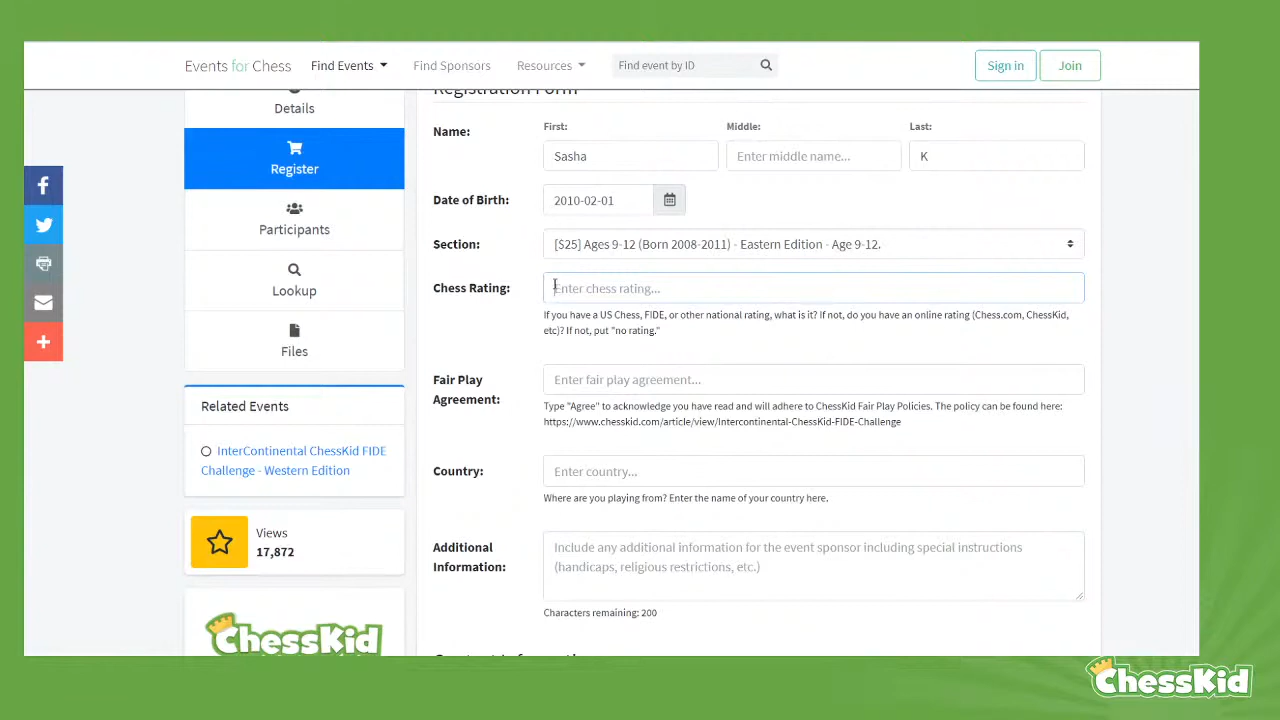 Events for Chess
Find Events
Find Sponsors
Resources
Find event by ID
Sign in
Join
Details
Register
Participants
Lookup
Files
Related Events
InterContinental ChessKid FIDE
Challenge - Western Edition
Views
17,872
ChessKid
Registration Form
Name:
First:
Middle:
Last:
Sasha
Enter middle name...
K
Date of Birth:
2010-02-01
Section:
[$25] Ages 9-12 (Born 2008-2011) - Eastern Edition - Age 9-12.
Chess Rating:
Enter chess rating...
If you have a US Chess, FIDE, or other national rating, what is it? If not, do you have an online rating (Chess.com, ChessKid,
etc)? If not, put "no rating."
Fair Play
Agreement:
Enter fair play agreement...
Type "Agree" to acknowledge you have read and will adhere to ChessKid Fair Play Policies. The policy can be found here:
https://www.chesskid.com/article/view/Intercontinental-ChessKid-FIDE-Challenge
Country:
Enter country...
Where are you playing from? Enter the name of your country here.
Additional
Information:
Include any additional information for the event sponsor including special instructions
(handicaps, religious restrictions, etc.)
Characters remaining: 200
ChessKid